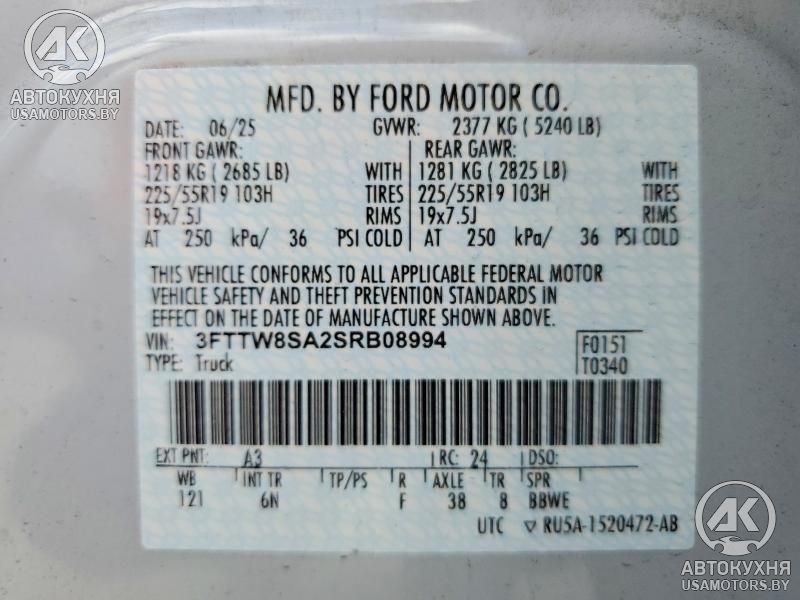 AK
АВТОКУХНЯ
USAMOTORS.BY
MFD. BY FORD MOTOR CO.
DATE: 06/25 GVWR: 2377 KG ( 5240 LB)
FRONT GAWR: REAR GAWR:
1218 KG ( 2685 LB) WITH 1281 KG ( 2825 LB) WITH
225/55R19 103H TIRES 225/55R19 103H TIRES
19x7.5J RIMS 19x7.5J RIMS
AT 250 kPa/ 36 PSI COLD AT 250 kPa/ 36 PSI COLD
THIS VEHICLE CONFORMS TO ALL APPLICABLE FEDERAL MOTOR
VEHICLE SAFETY AND THEFT PREVENTION STANDARDS IN
EFFECT ON THE DATE OF MANUFACTURE SHOWN ABOVE.
VIN: 3FTTW8SA2SRB08994 F0151
TYPE: Truck T0340
EXT PNT: A3 RC: 24 DSO:
WB INT TR TP/PS R AXLE TR SPR
121 6N F 38 8 BBWE
UTC ▽ RU5A-1520472-AB
AK
АВТОКУХНЯ
USAMOTORS.BY